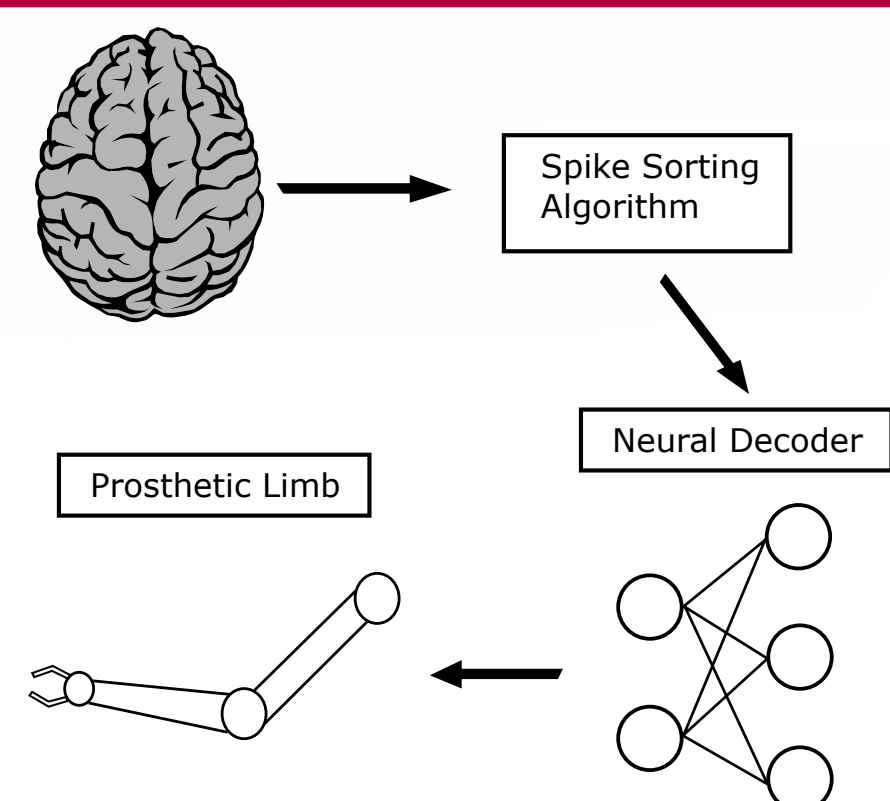 Spike Sorting
Algorithm
Neural Decoder
Prosthetic Limb